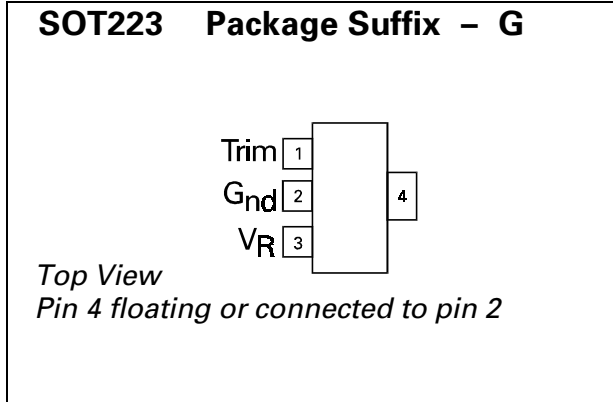 SOT223 Package Suffix – G
Trim 1
Gnd 2 4
VR 3
Top View
Pin 4 floating or connected to pin 2